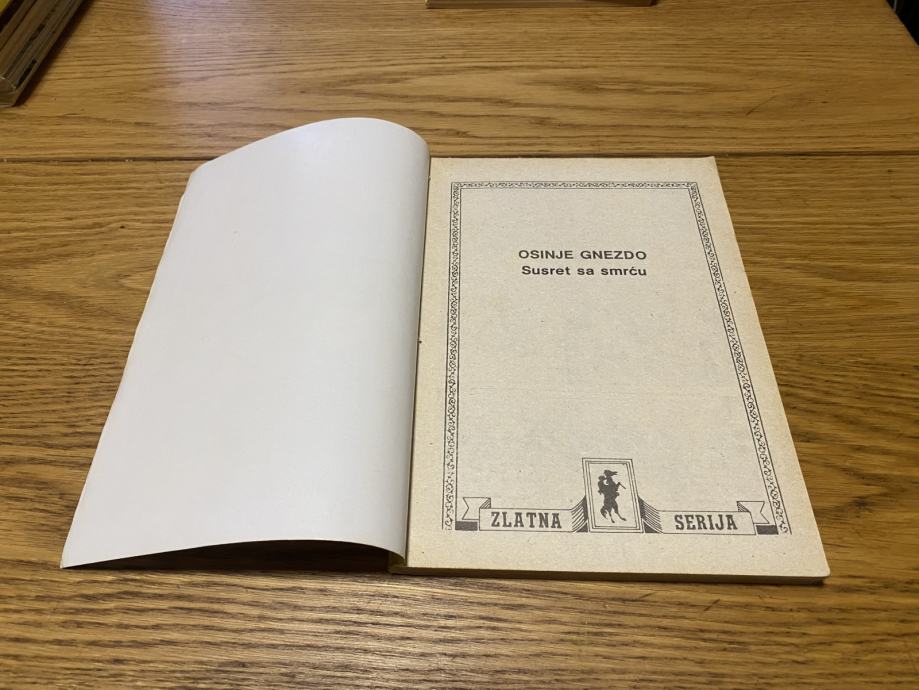 OSINJE GNEZDO
Susret sa smrću
ZLATNA SERIJA